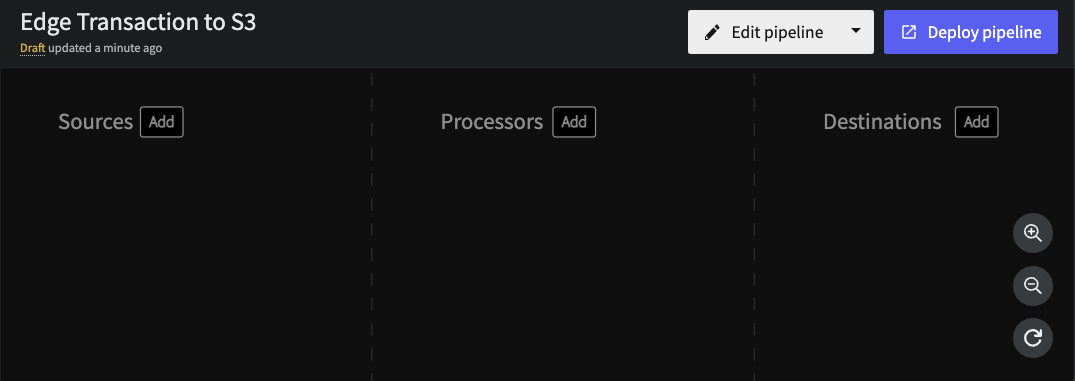 Edge Transaction to S3
Draft updated a minute ago
Edit pipeline
Deploy pipeline
Sources Add
Processors Add
Destinations Add